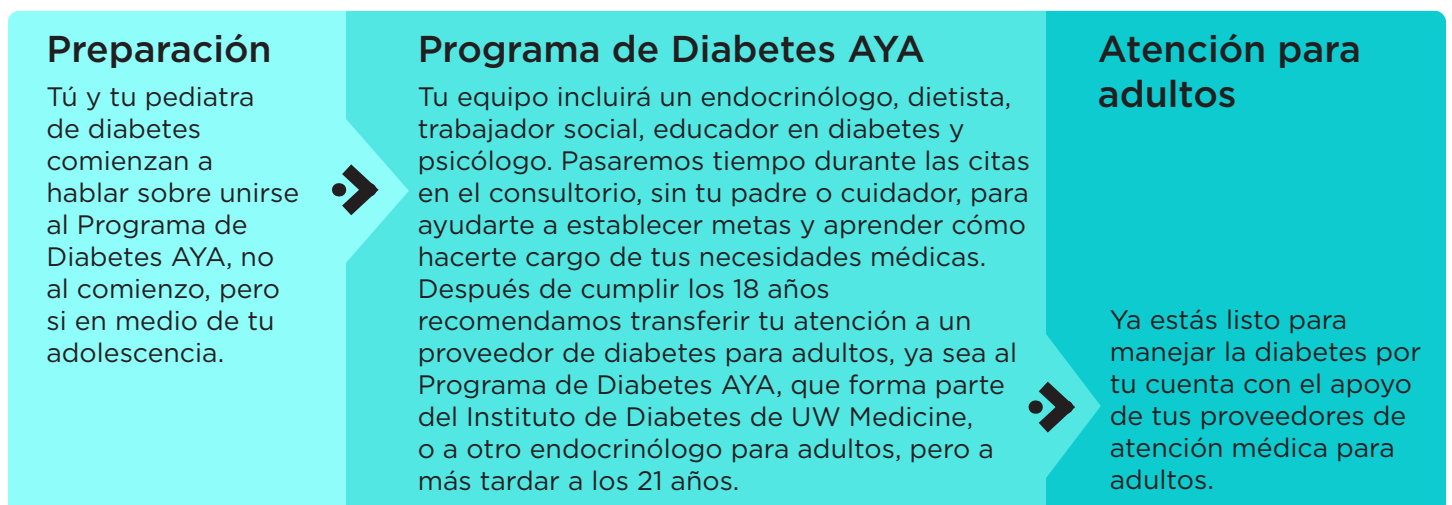 Preparación
Tú y tu pediatra
de diabetes
comienzan a
hablar sobre unirse
al Programa de
Diabetes AYA, no
al comienzo, pero
si en medio de tu
adolescencia.
Programa de Diabetes AYA
Tu equipo incluirá un endocrinólogo, dietista,
trabajador social, educador en diabetes y
psicólogo. Pasaremos tiempo durante las citas
en el consultorio, sin tu padre o cuidador, para
ayudarte a establecer metas y aprender cómo
hacerte cargo de tus necesidades médicas.
Después de cumplir los 18 años
recomendamos transferir tu atención a un
proveedor de diabetes para adultos, ya sea al
Programa de Diabetes AYA, que forma parte
del Instituto de Diabetes de UW Medicine,
o a otro endocrinólogo para adultos, pero a
más tardar a los 21 años.
Atención para
adultos
Ya estás listo para
manejar la diabetes por
tu cuenta con el apoyo
de tus proveedores de
atención médica para
adultos.